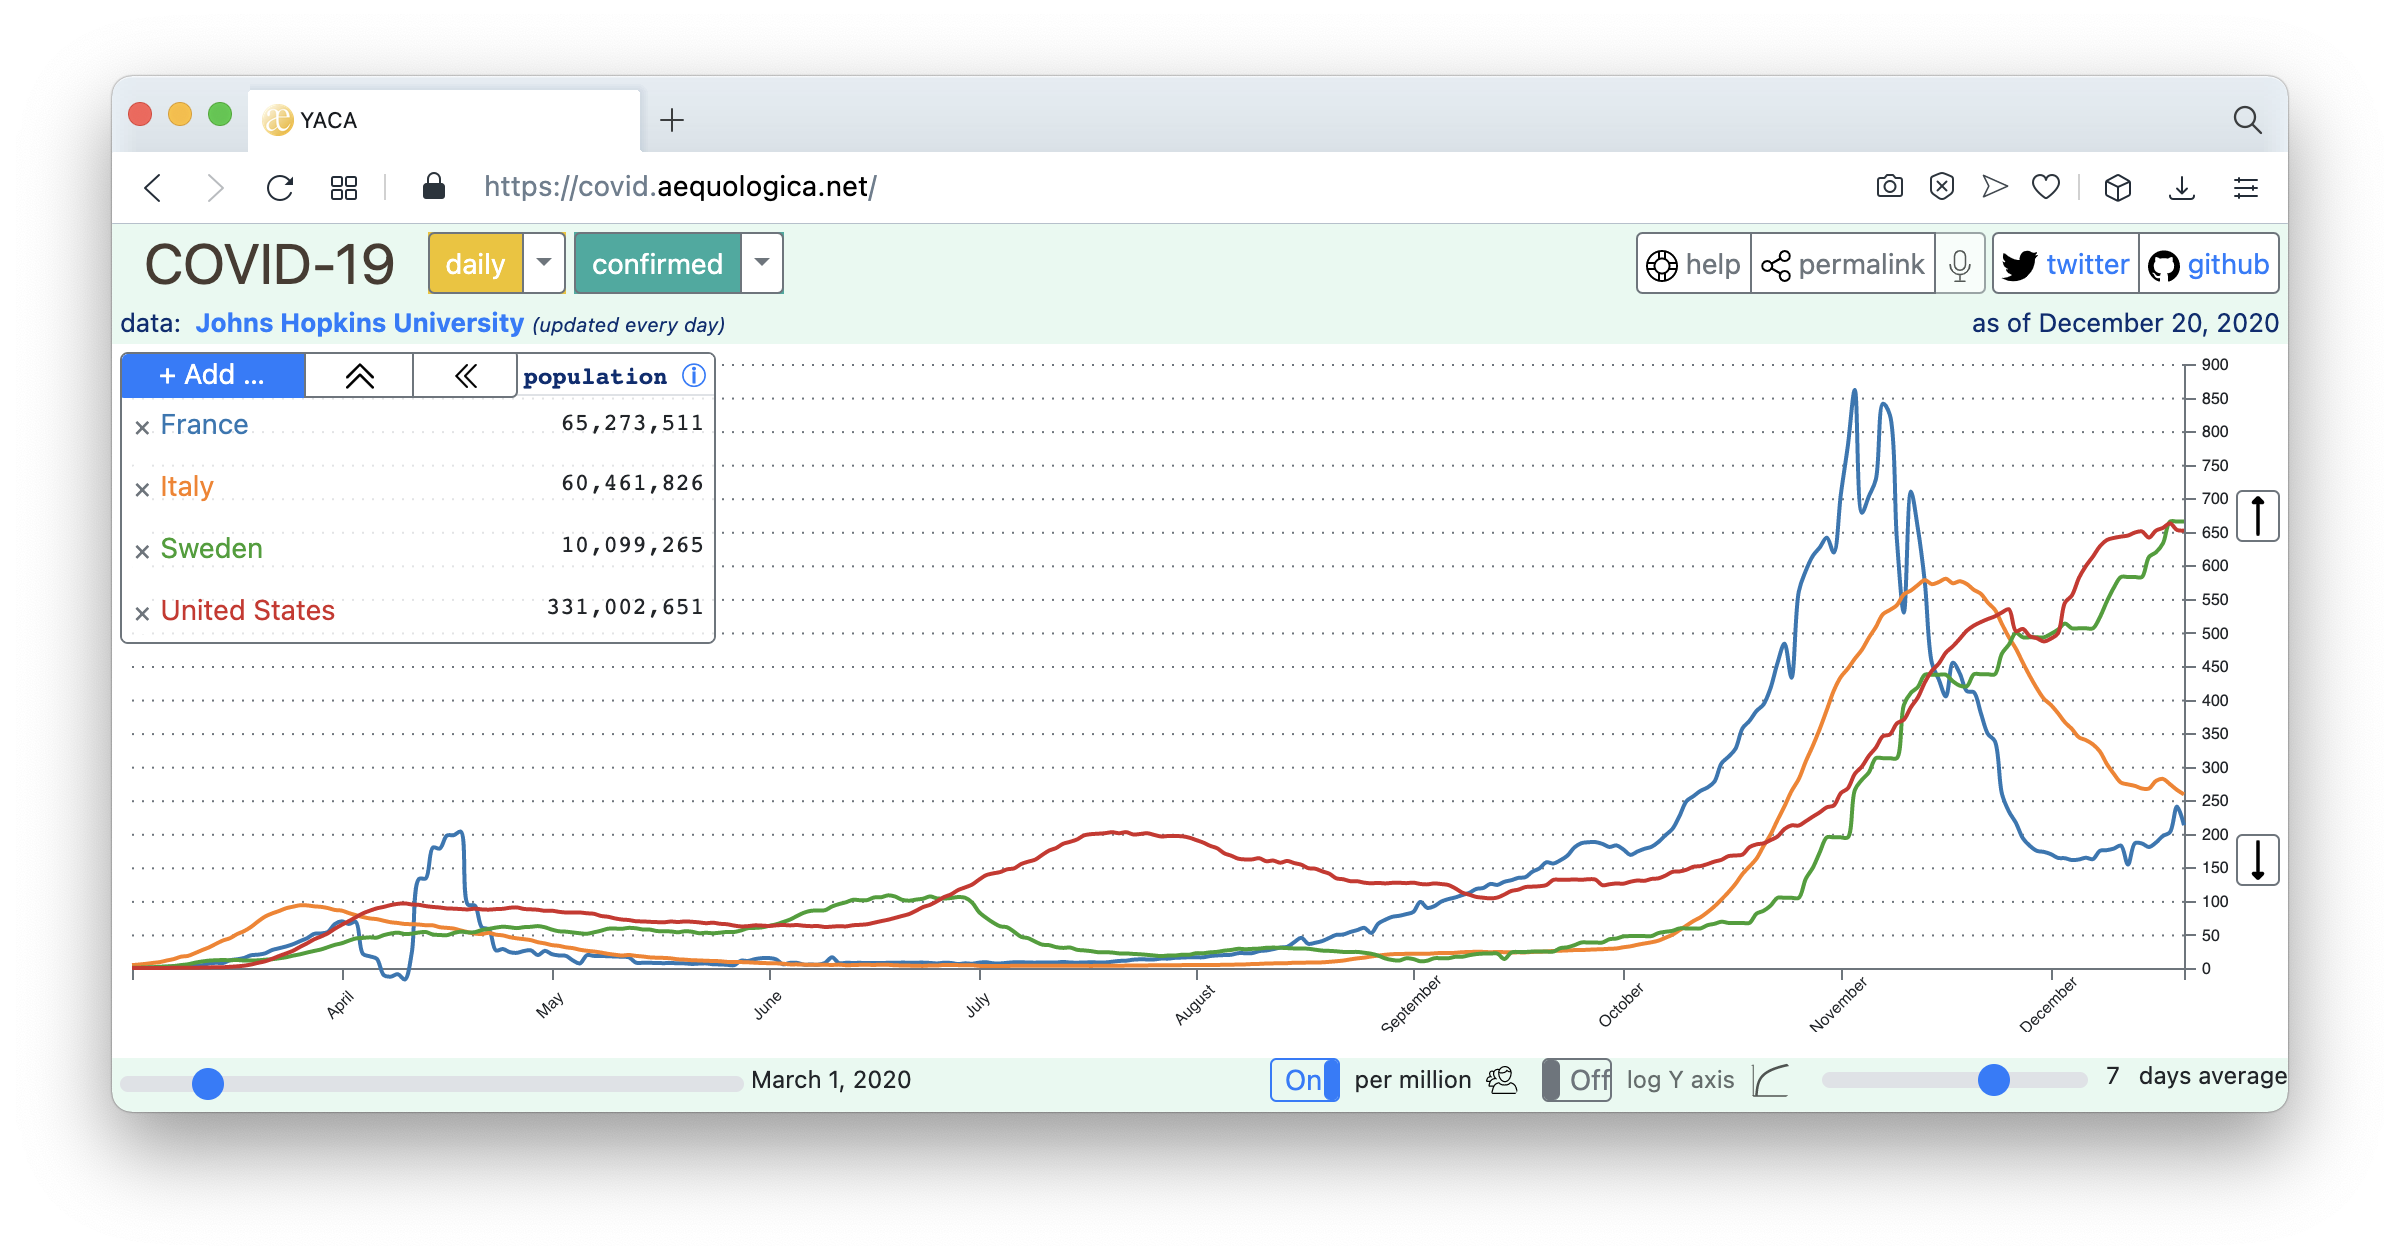 YACA
https://covid.aequologica.net/
COVID-19 daily confirmed help permalink twitter github
data: Johns Hopkins University (updated every day) as of December 20, 2020
+ Add ... population
× France 65,273,511
× Italy 60,461,826
× Sweden 10,099,265
× United States 331,002,651
900
850
800
750
700
650
600
550
500
450
400
350
300
250
200
150
100
50
0
April May June July August September October November December
March 1, 2020 On per million Off log Y axis 7 days average